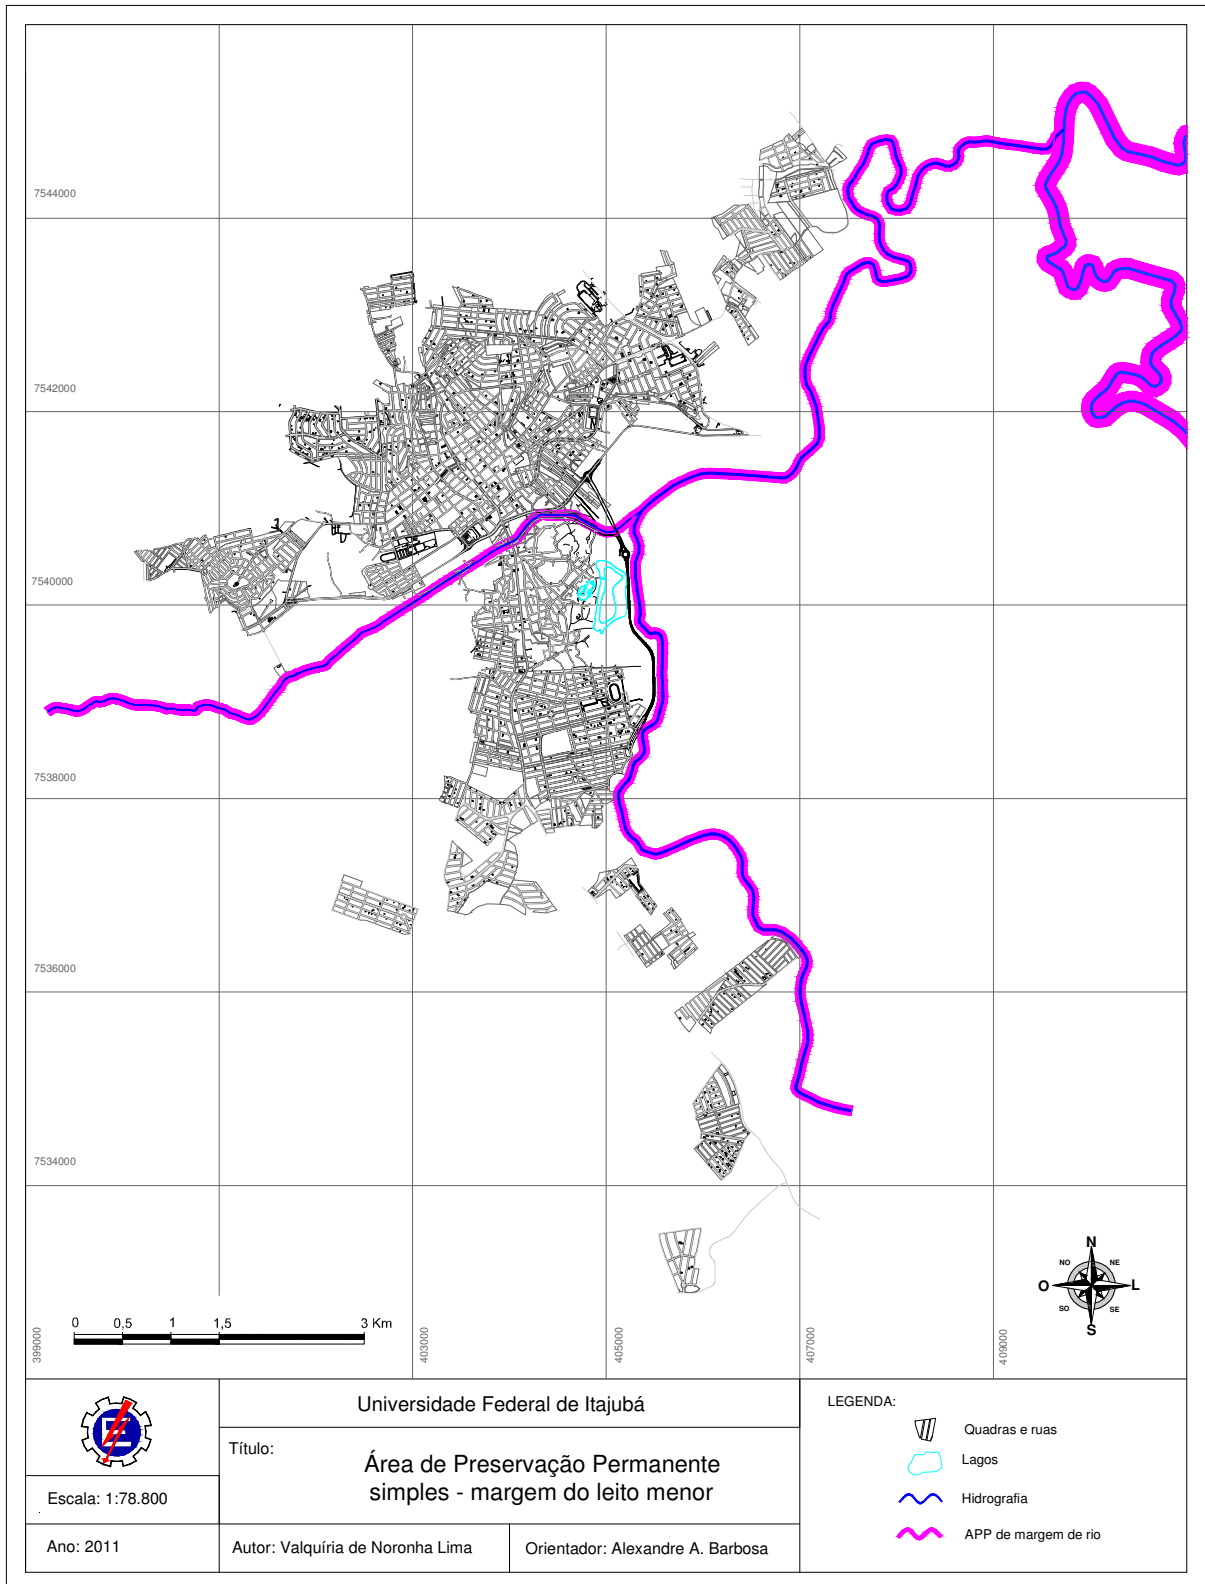 7544000
7542000
7540000
7538000
7536000
7534000
N
NO
NE
O
L
SO
SE
S
0
0,5
1
1,5
3 Km
399000
403000
405000
407000
409000
Universidade Federal de Itajubá
Título:
Área de Preservação Permanente
simples - margem do leito menor
Escala: 1:78.800
Ano: 2011
Autor: Valquíria de Noronha Lima
Orientador: Alexandre A. Barbosa
LEGENDA:
Quadras e ruas
Lagos
Hidrografia
APP de margem de rio